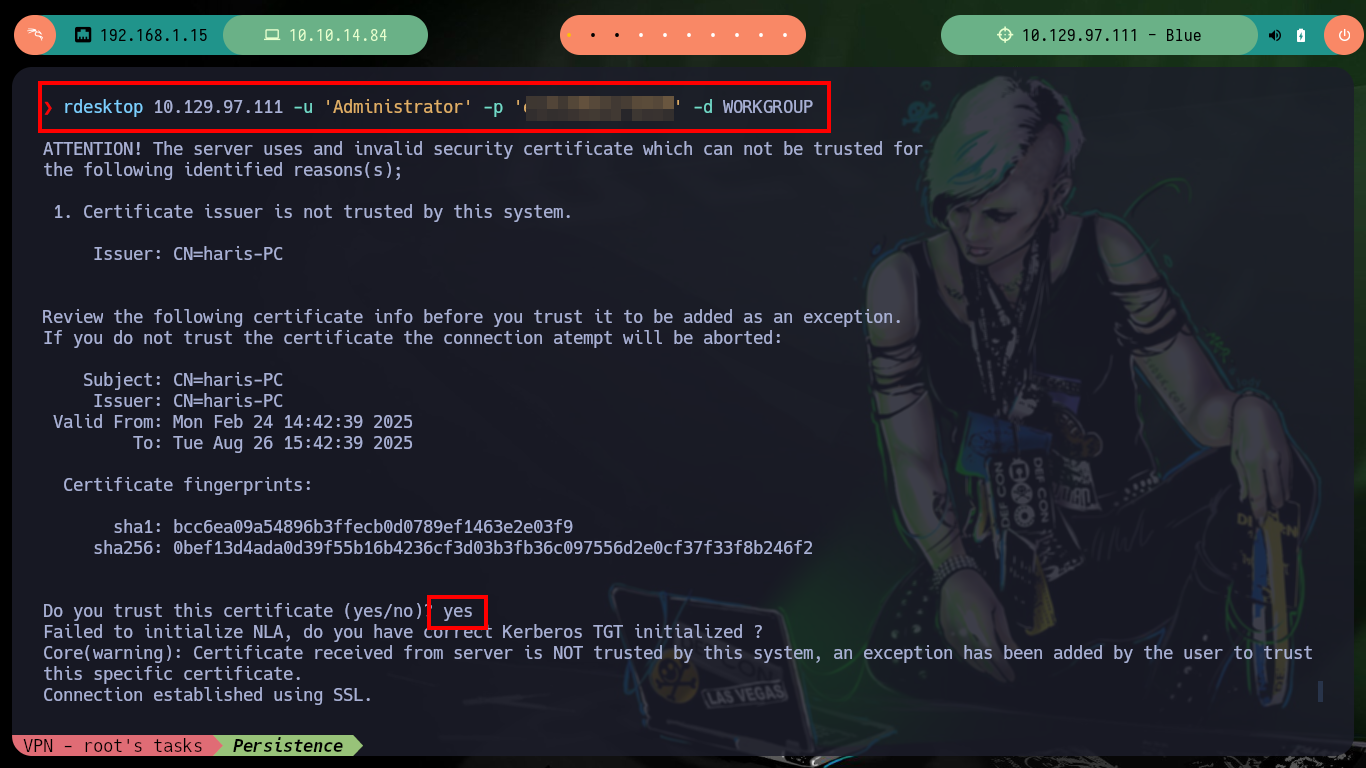 192.168.1.15
10.10.14.84
10.129.97.111 - Blue
❯ rdesktop 10.129.97.111 -u 'Administrator' -p ' ' -d WORKGROUP
ATTENTION! The server uses and invalid security certificate which can not be trusted for
the following identified reasons(s);
1. Certificate issuer is not trusted by this system.
Issuer: CN=haris-PC
Review the following certificate info before you trust it to be added as an exception.
If you do not trust the certificate the connection atempt will be aborted:
Subject: CN=haris-PC
Issuer: CN=haris-PC
Valid From: Mon Feb 24 14:42:39 2025
To: Tue Aug 26 15:42:39 2025
Certificate fingerprints:
sha1: bcc6ea09a54896b3ffecb0d0789ef1463e2e03f9
sha256: 0bef13d4ada0d39f55b16b4236cf3d03b3fb36c097556d2e0cf37f33f8b246f2
Do you trust this certificate (yes/no)? yes
Failed to initialize NLA, do you have correct Kerberos TGT initialized ?
Core(warning): Certificate received from server is NOT trusted by this system, an exception has been added by the user to trust
this specific certificate.
Connection established using SSL.
DEF CON
DEF CON
LAS VEGAS
VPN - root's tasks
Persistence